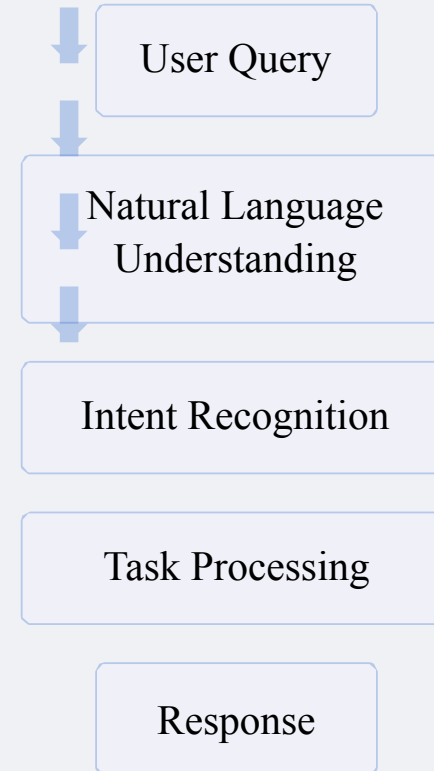 User Query
Natural Language
Understanding
Intent Recognition
Task Processing
Response